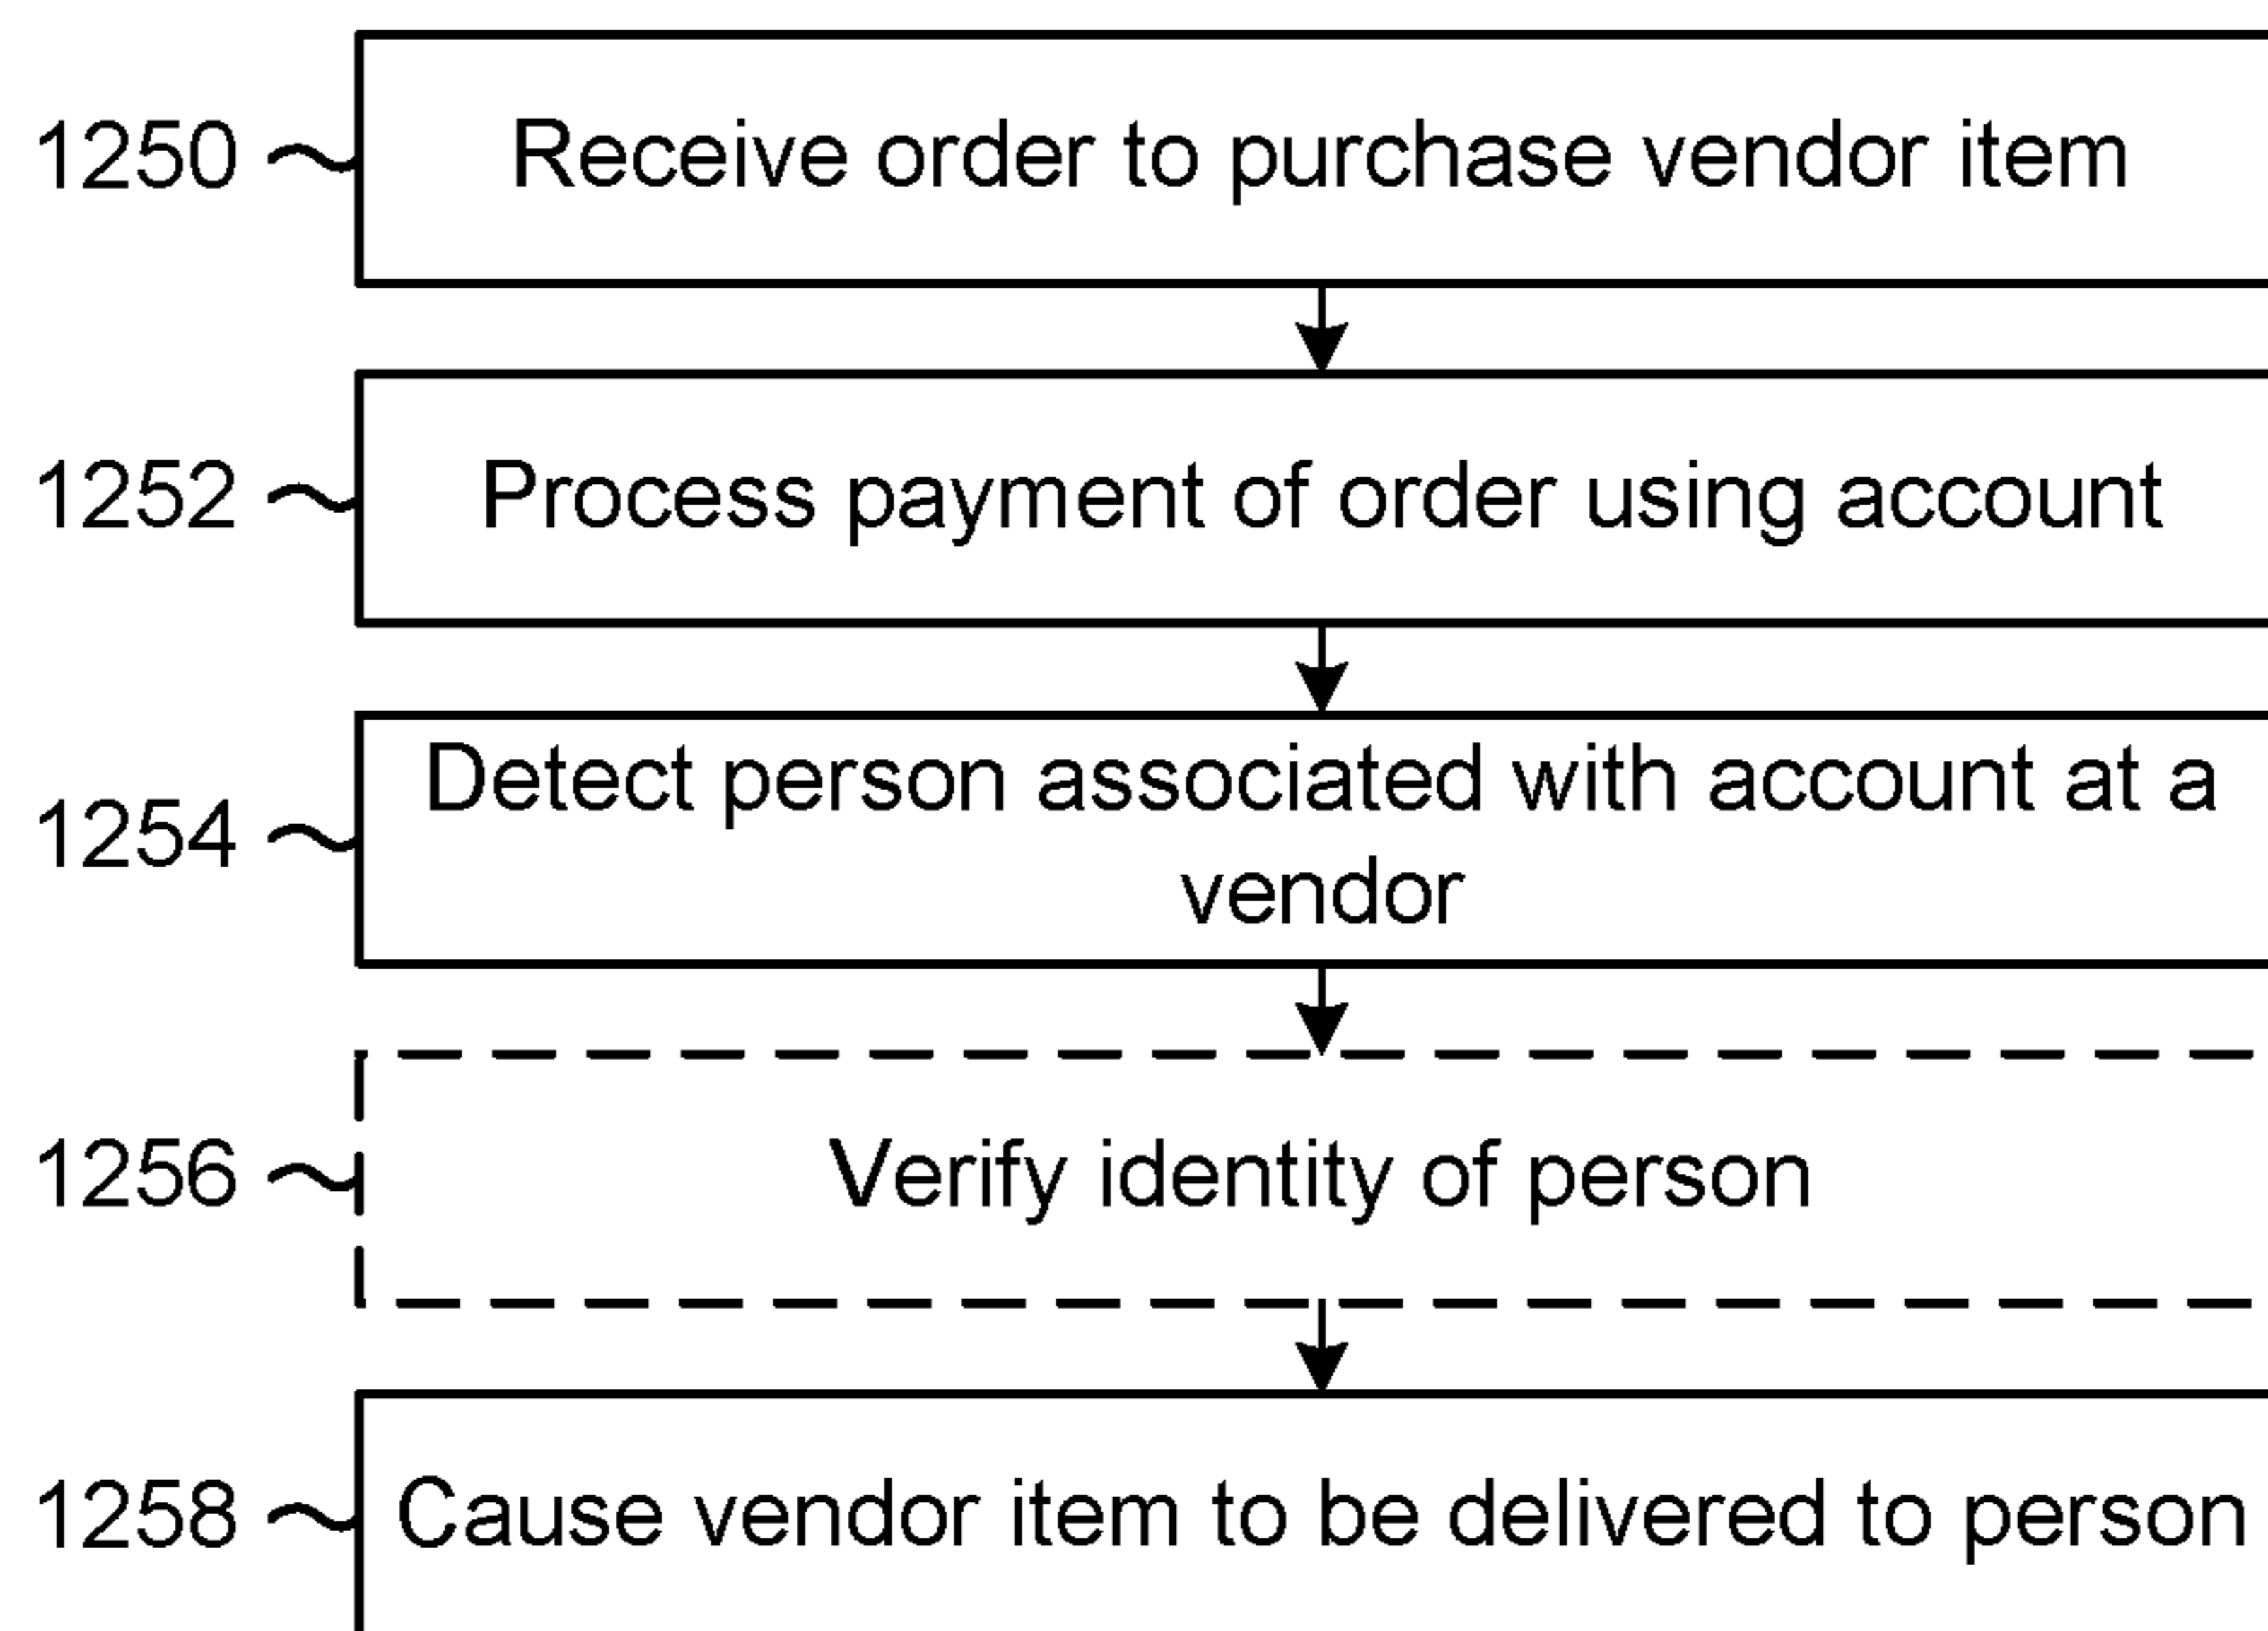 1250 Receive order to purchase vendor item
1252 Process payment of order using account
1254 Detect person associated with account at a
vendor
1256 Verify identity of person
1258 Cause vendor item to be delivered to person